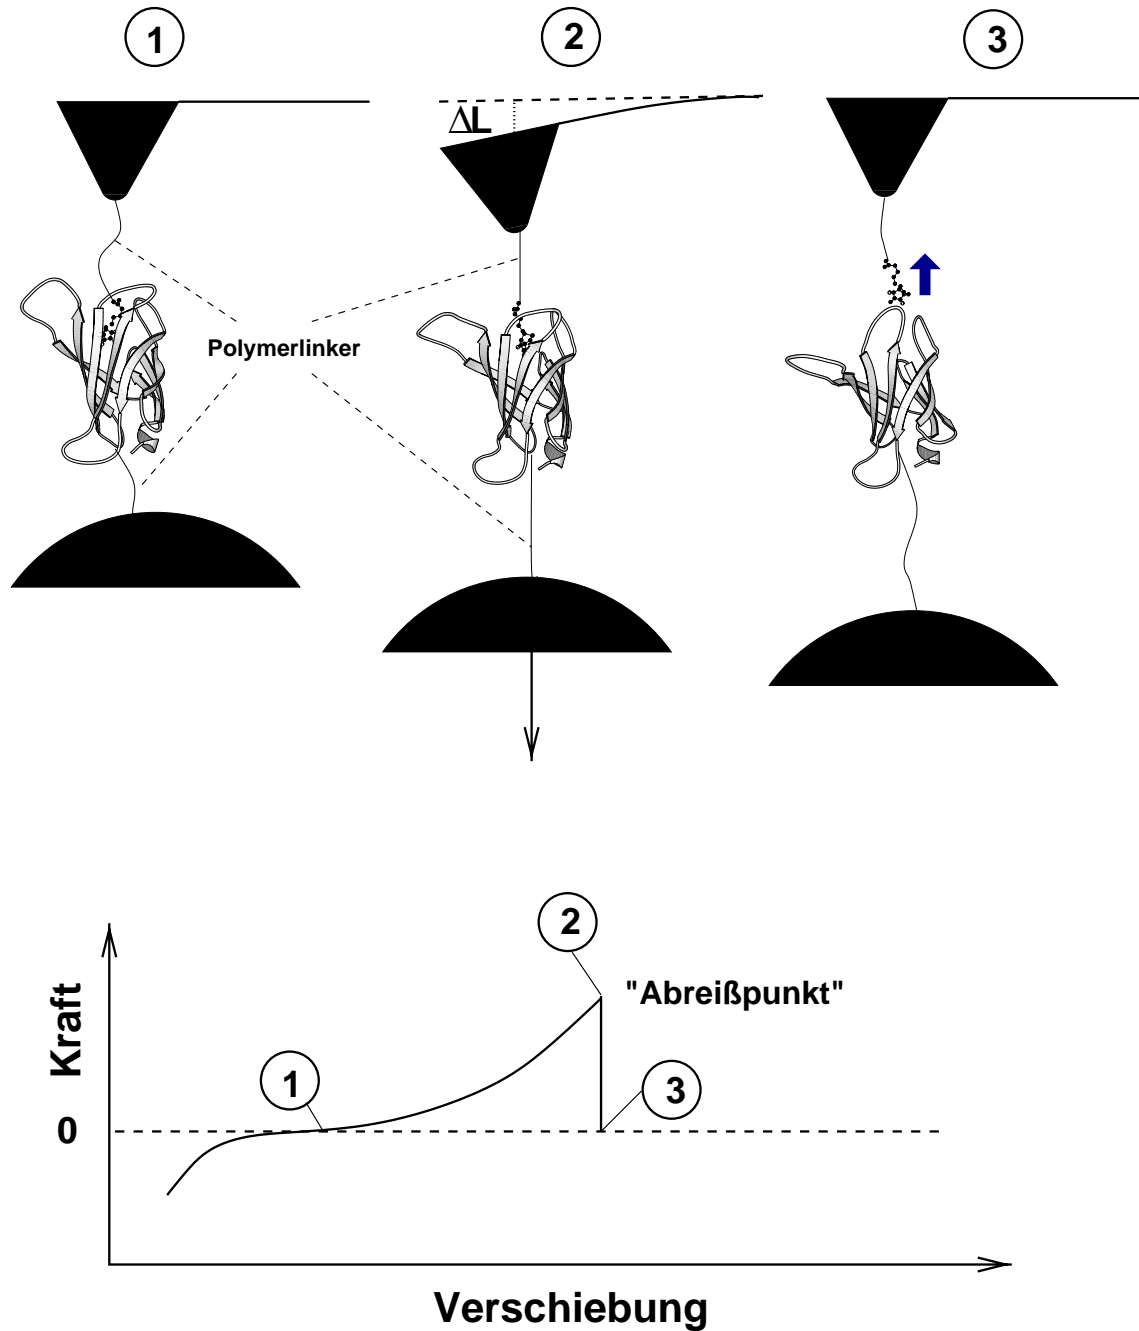 1
2
3
ΔL
Polymerlinker
2
"Abreißpunkt"
Kraft
1
3
0
Verschiebung